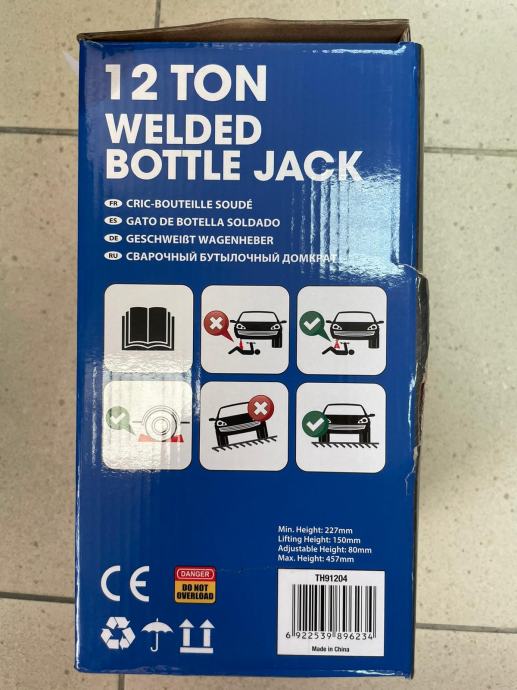 12 TON
WELDED
BOTTLE JACK
FR CRIC-BOUTEILLE SOUDÉ
ES GATO DE BOTELLA SOLDADO
DE GESCHWEIßT WAGENHEBER
RU СВАРОЧНЫЙ БУТЫЛОЧНЫЙ ДОМКРАТ
Min. Height: 227mm
Lifting Height: 150mm
Adjustable Height: 80mm
Max. Height: 457mm
CE
DANGER
DO NOT
OVERLOAD
TH91204
6 922539 896234
Made in China